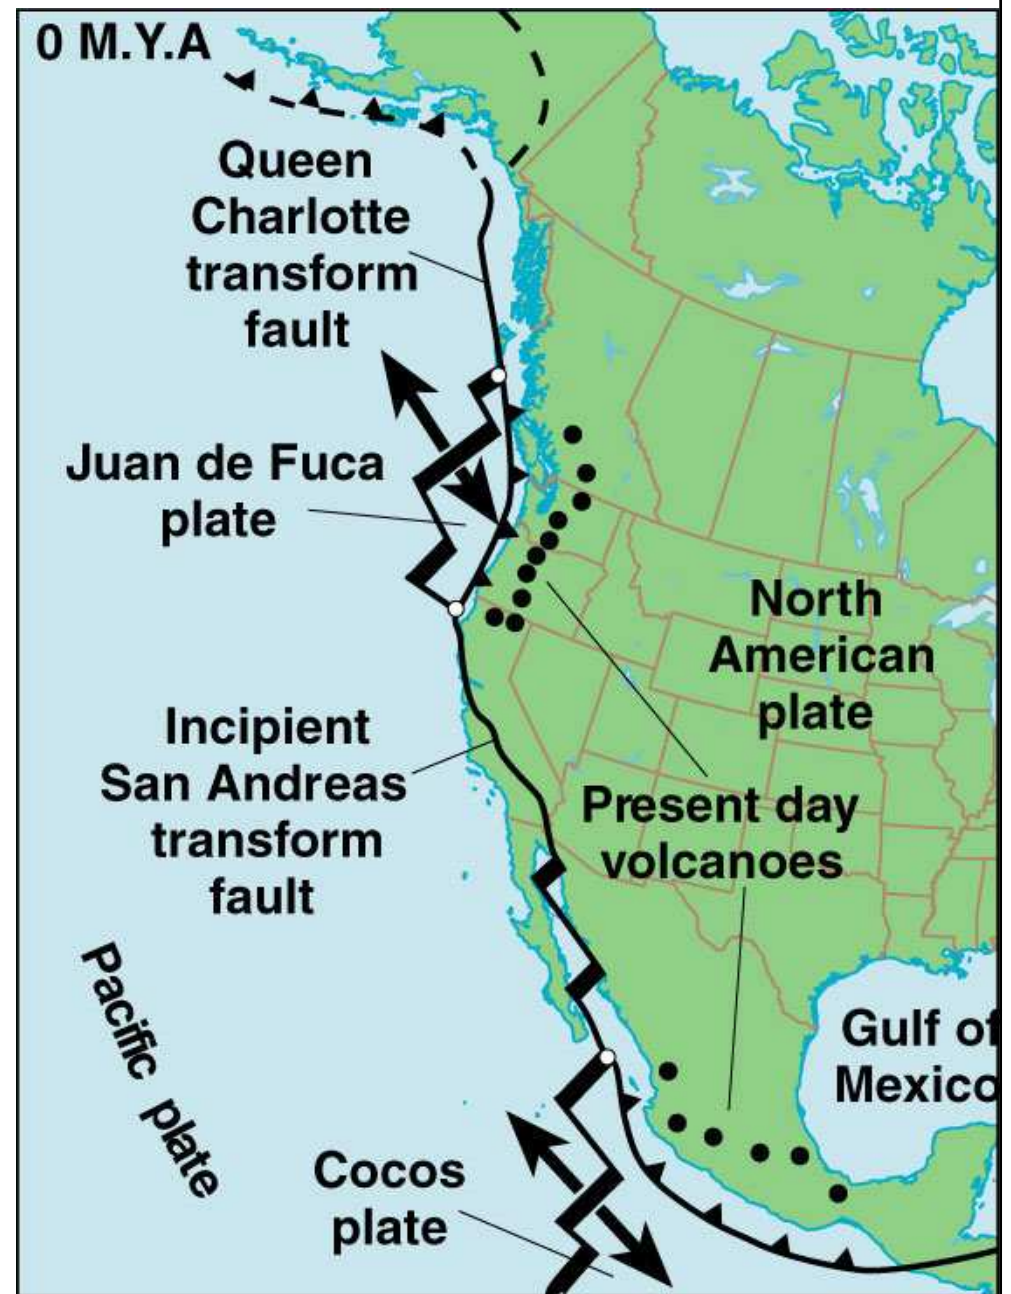 0 M.Y.A
Queen
Charlotte
transform
fault
Juan de Fuca
plate
North
American
plate
Incipient
San Andreas
transform
fault
Present day
volcanoes
Pacific plate
Gulf of
Mexico
Cocos
plate